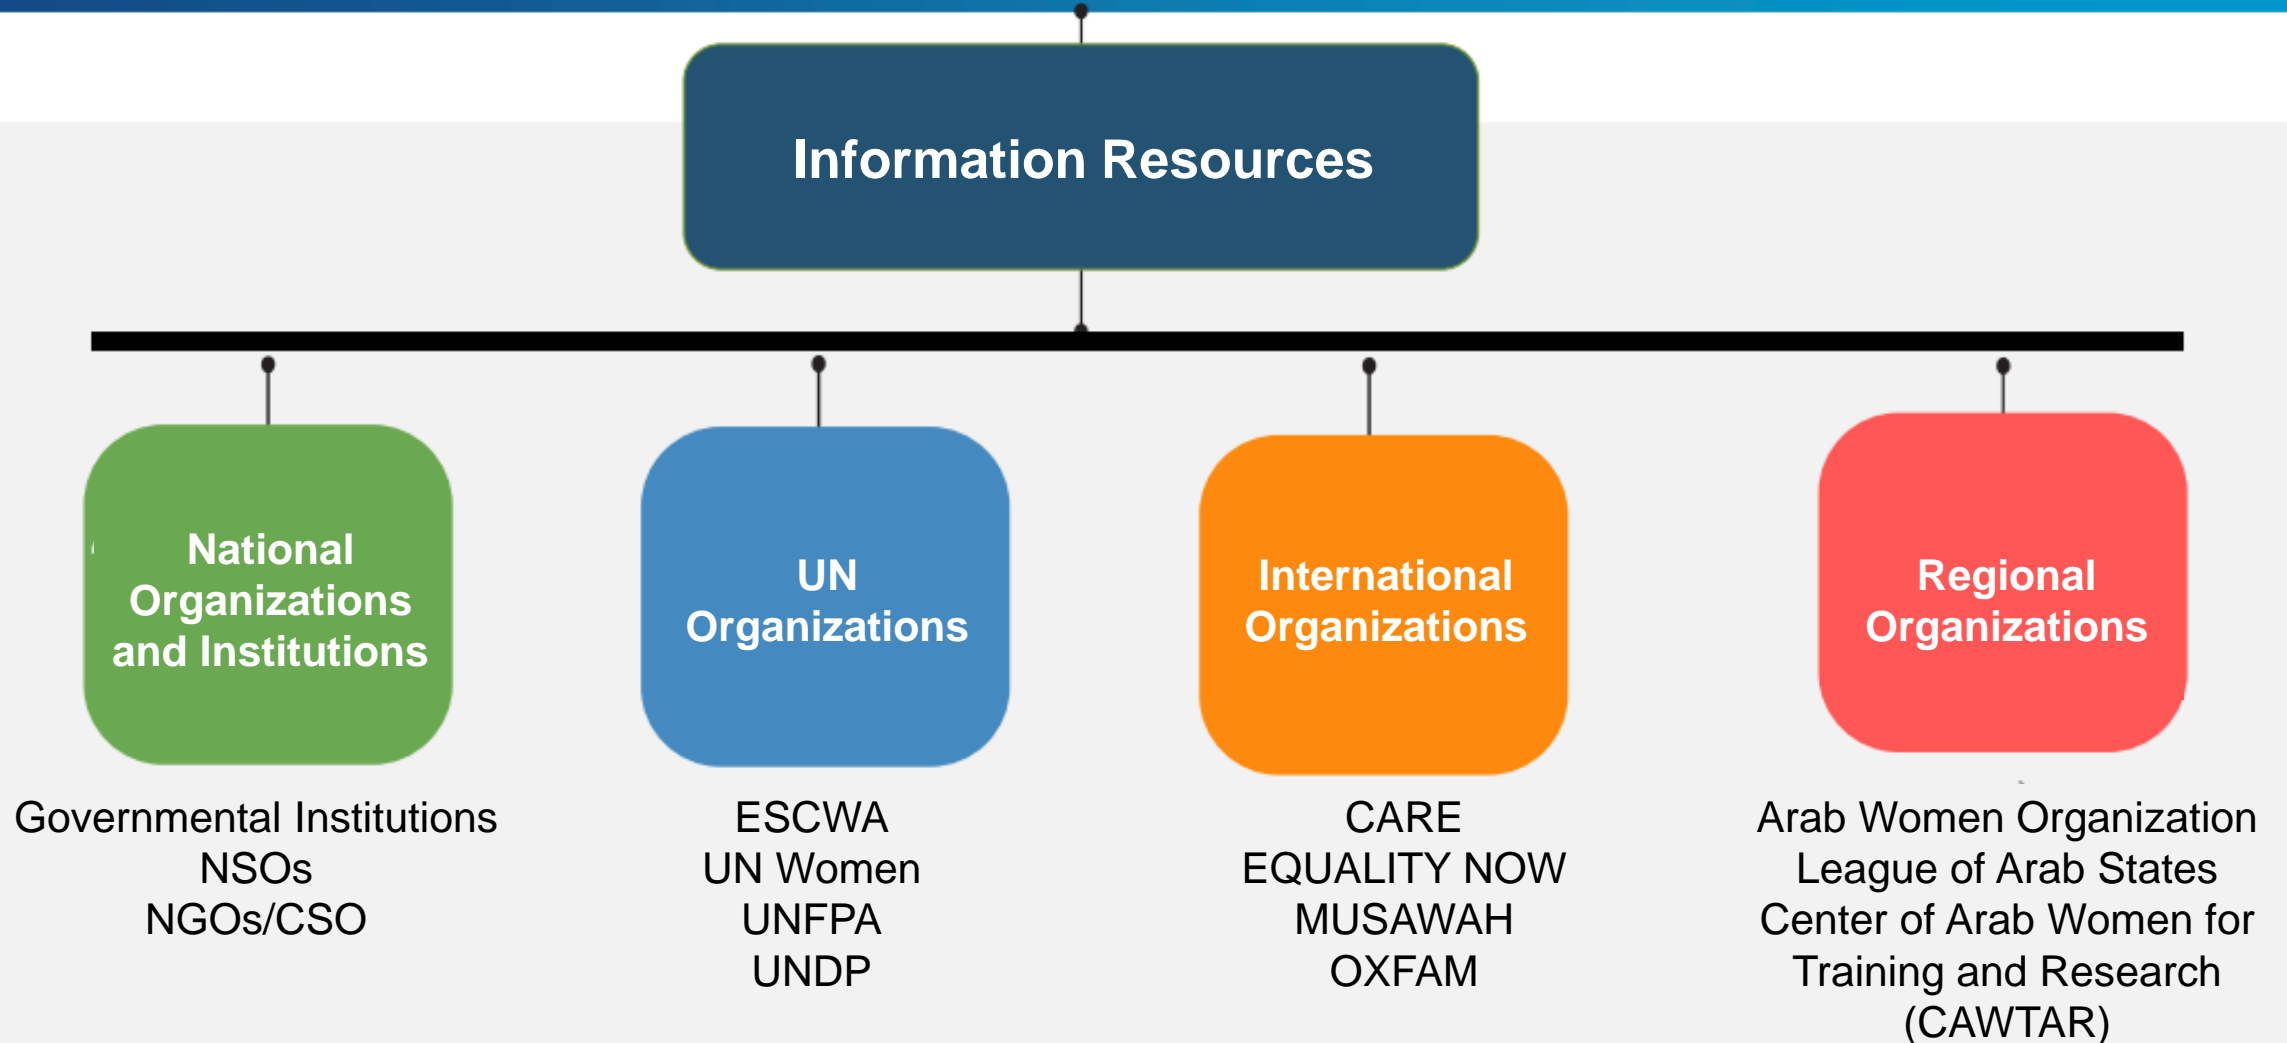 Information Resources
National
Organizations
and Institutions
UN
Organizations
International
Organizations
Regional
Organizations
Governmental Institutions
NSOs
NGOs/CSO
ESCWA
UN Women
UNFPA
UNDP
CARE
EQUALITY NOW
MUSAWAH
OXFAM
Arab Women Organization
League of Arab States
Center of Arab Women for
Training and Research
(CAWTAR)